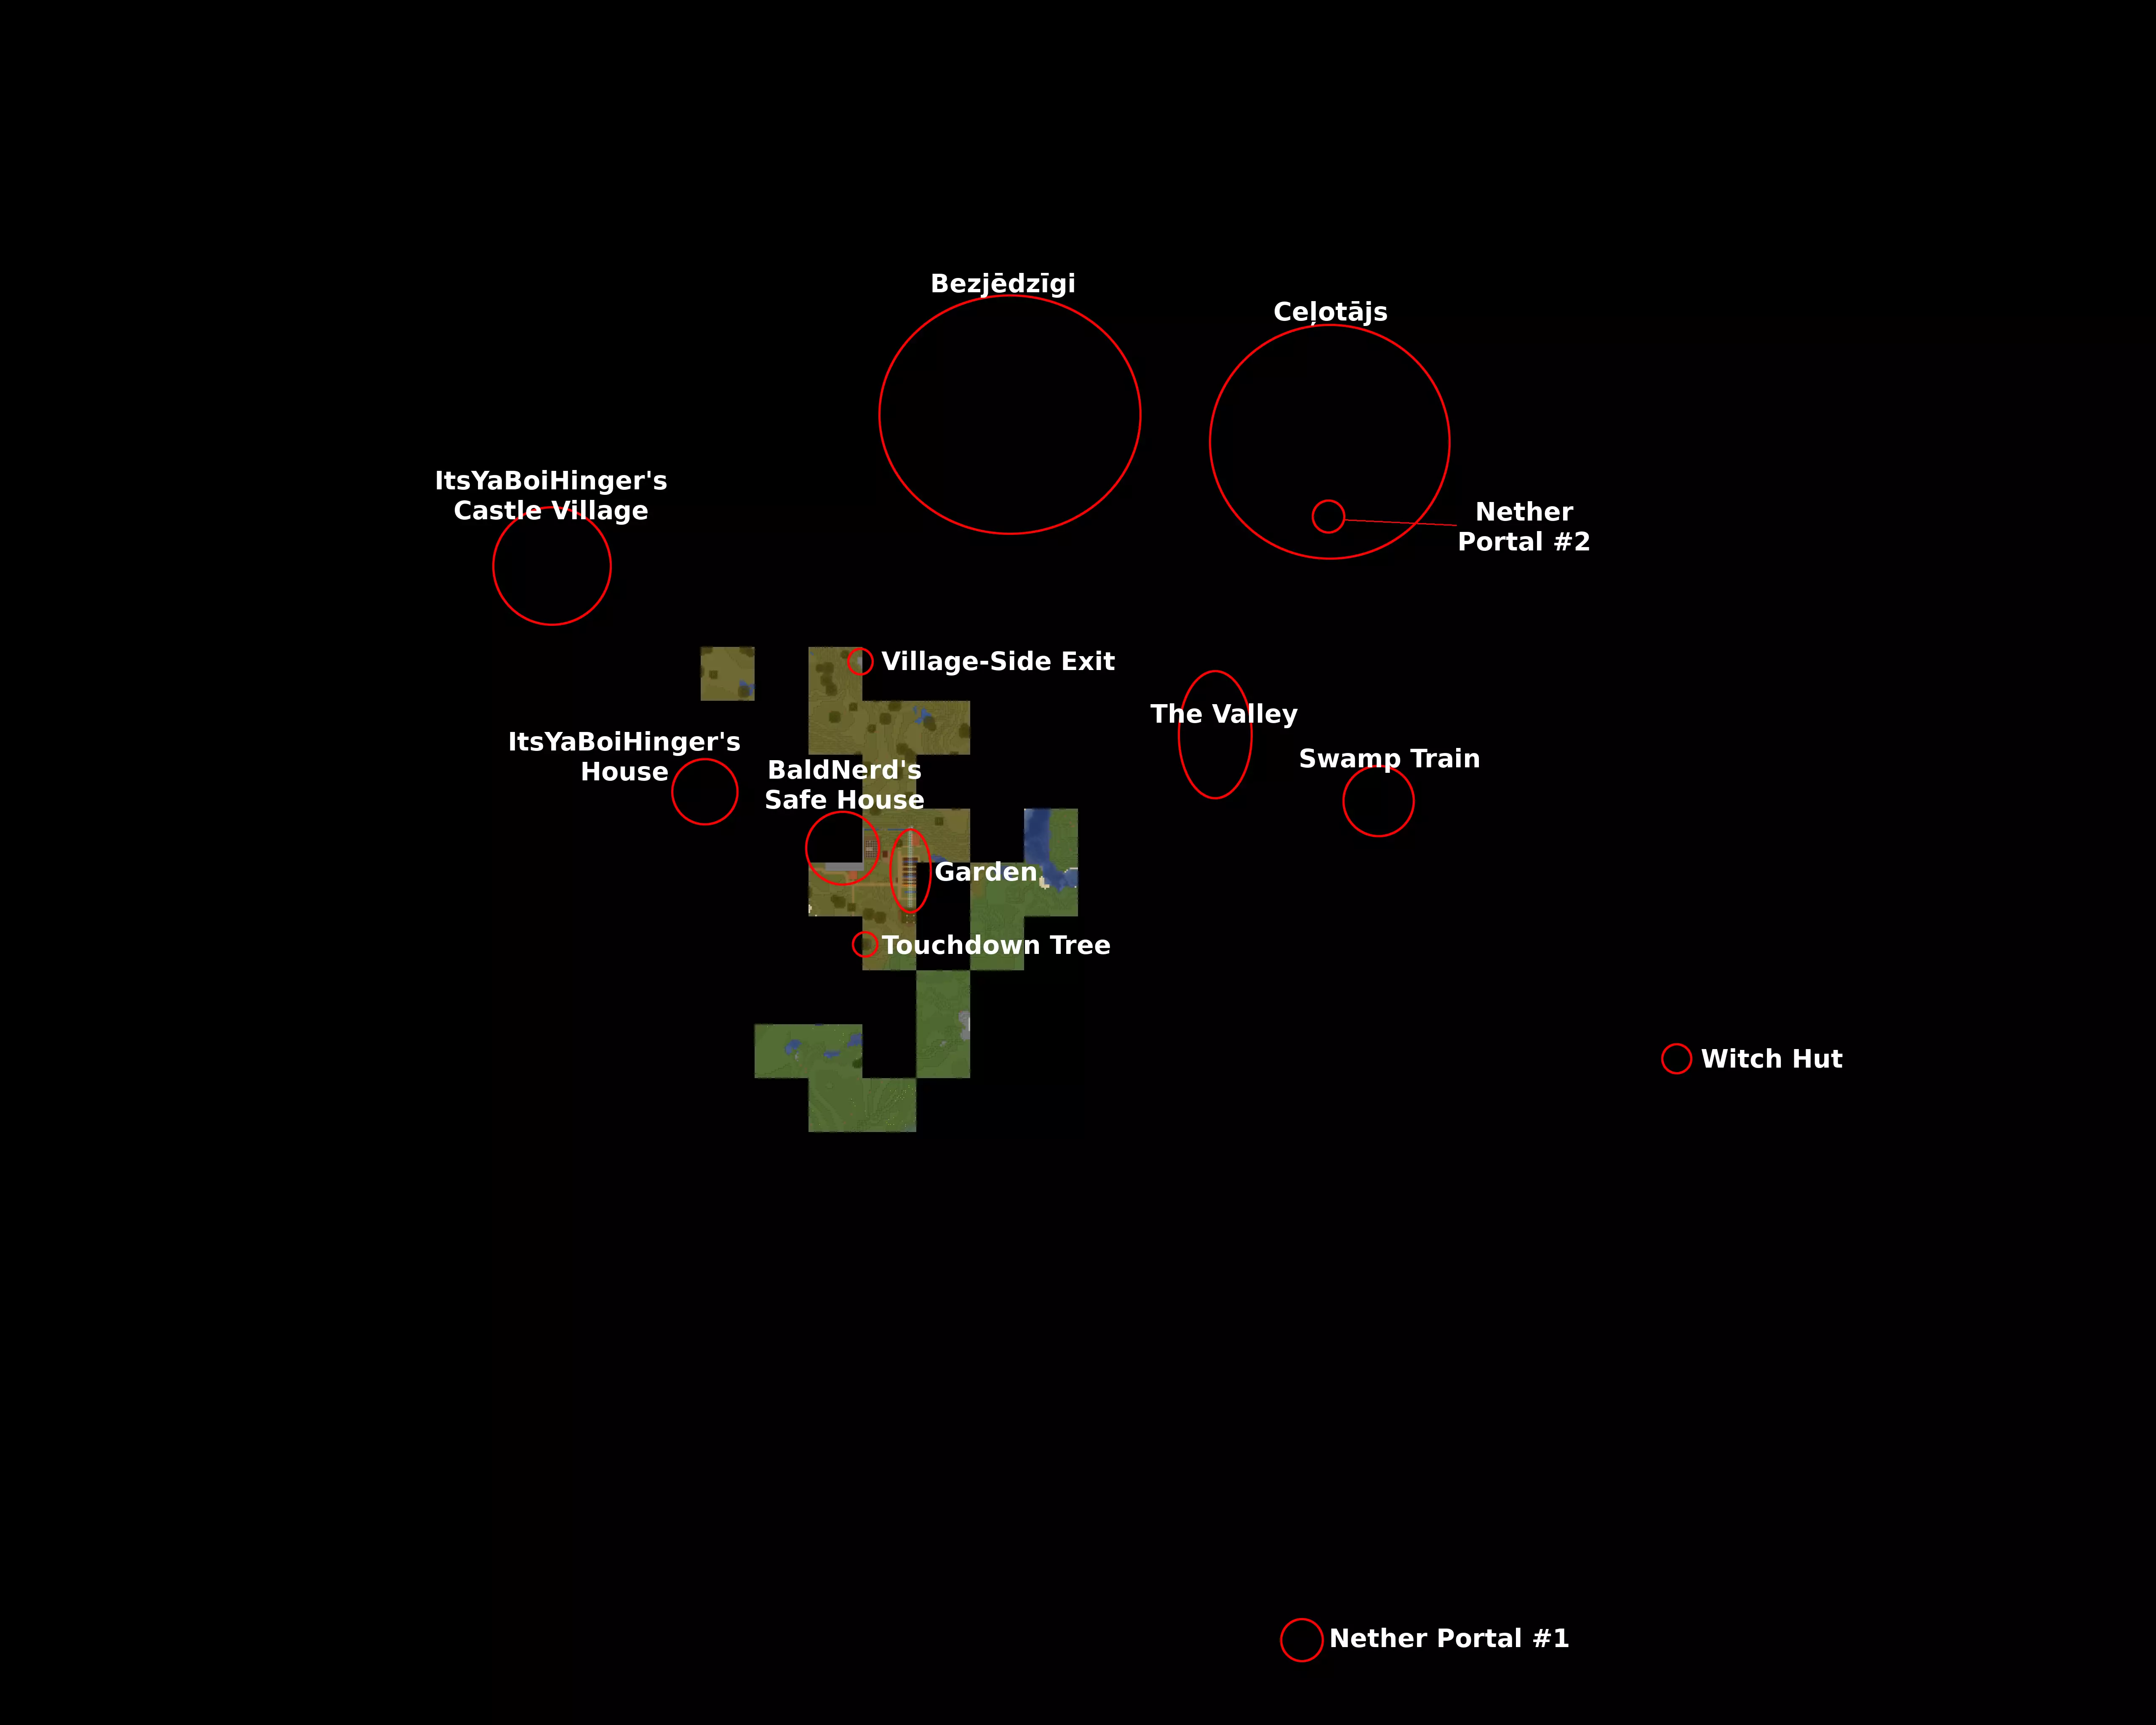 Bezjēdzīgi
Ceļotājs
ItsYaBoiHinger's
Castle Village
Nether
Portal #2
Village-Side Exit
The Valley
ItsYaBoiHinger's
House
BaldNerd's
Safe House
Swamp Train
Garden
Touchdown Tree
Witch Hut
Nether Portal #1